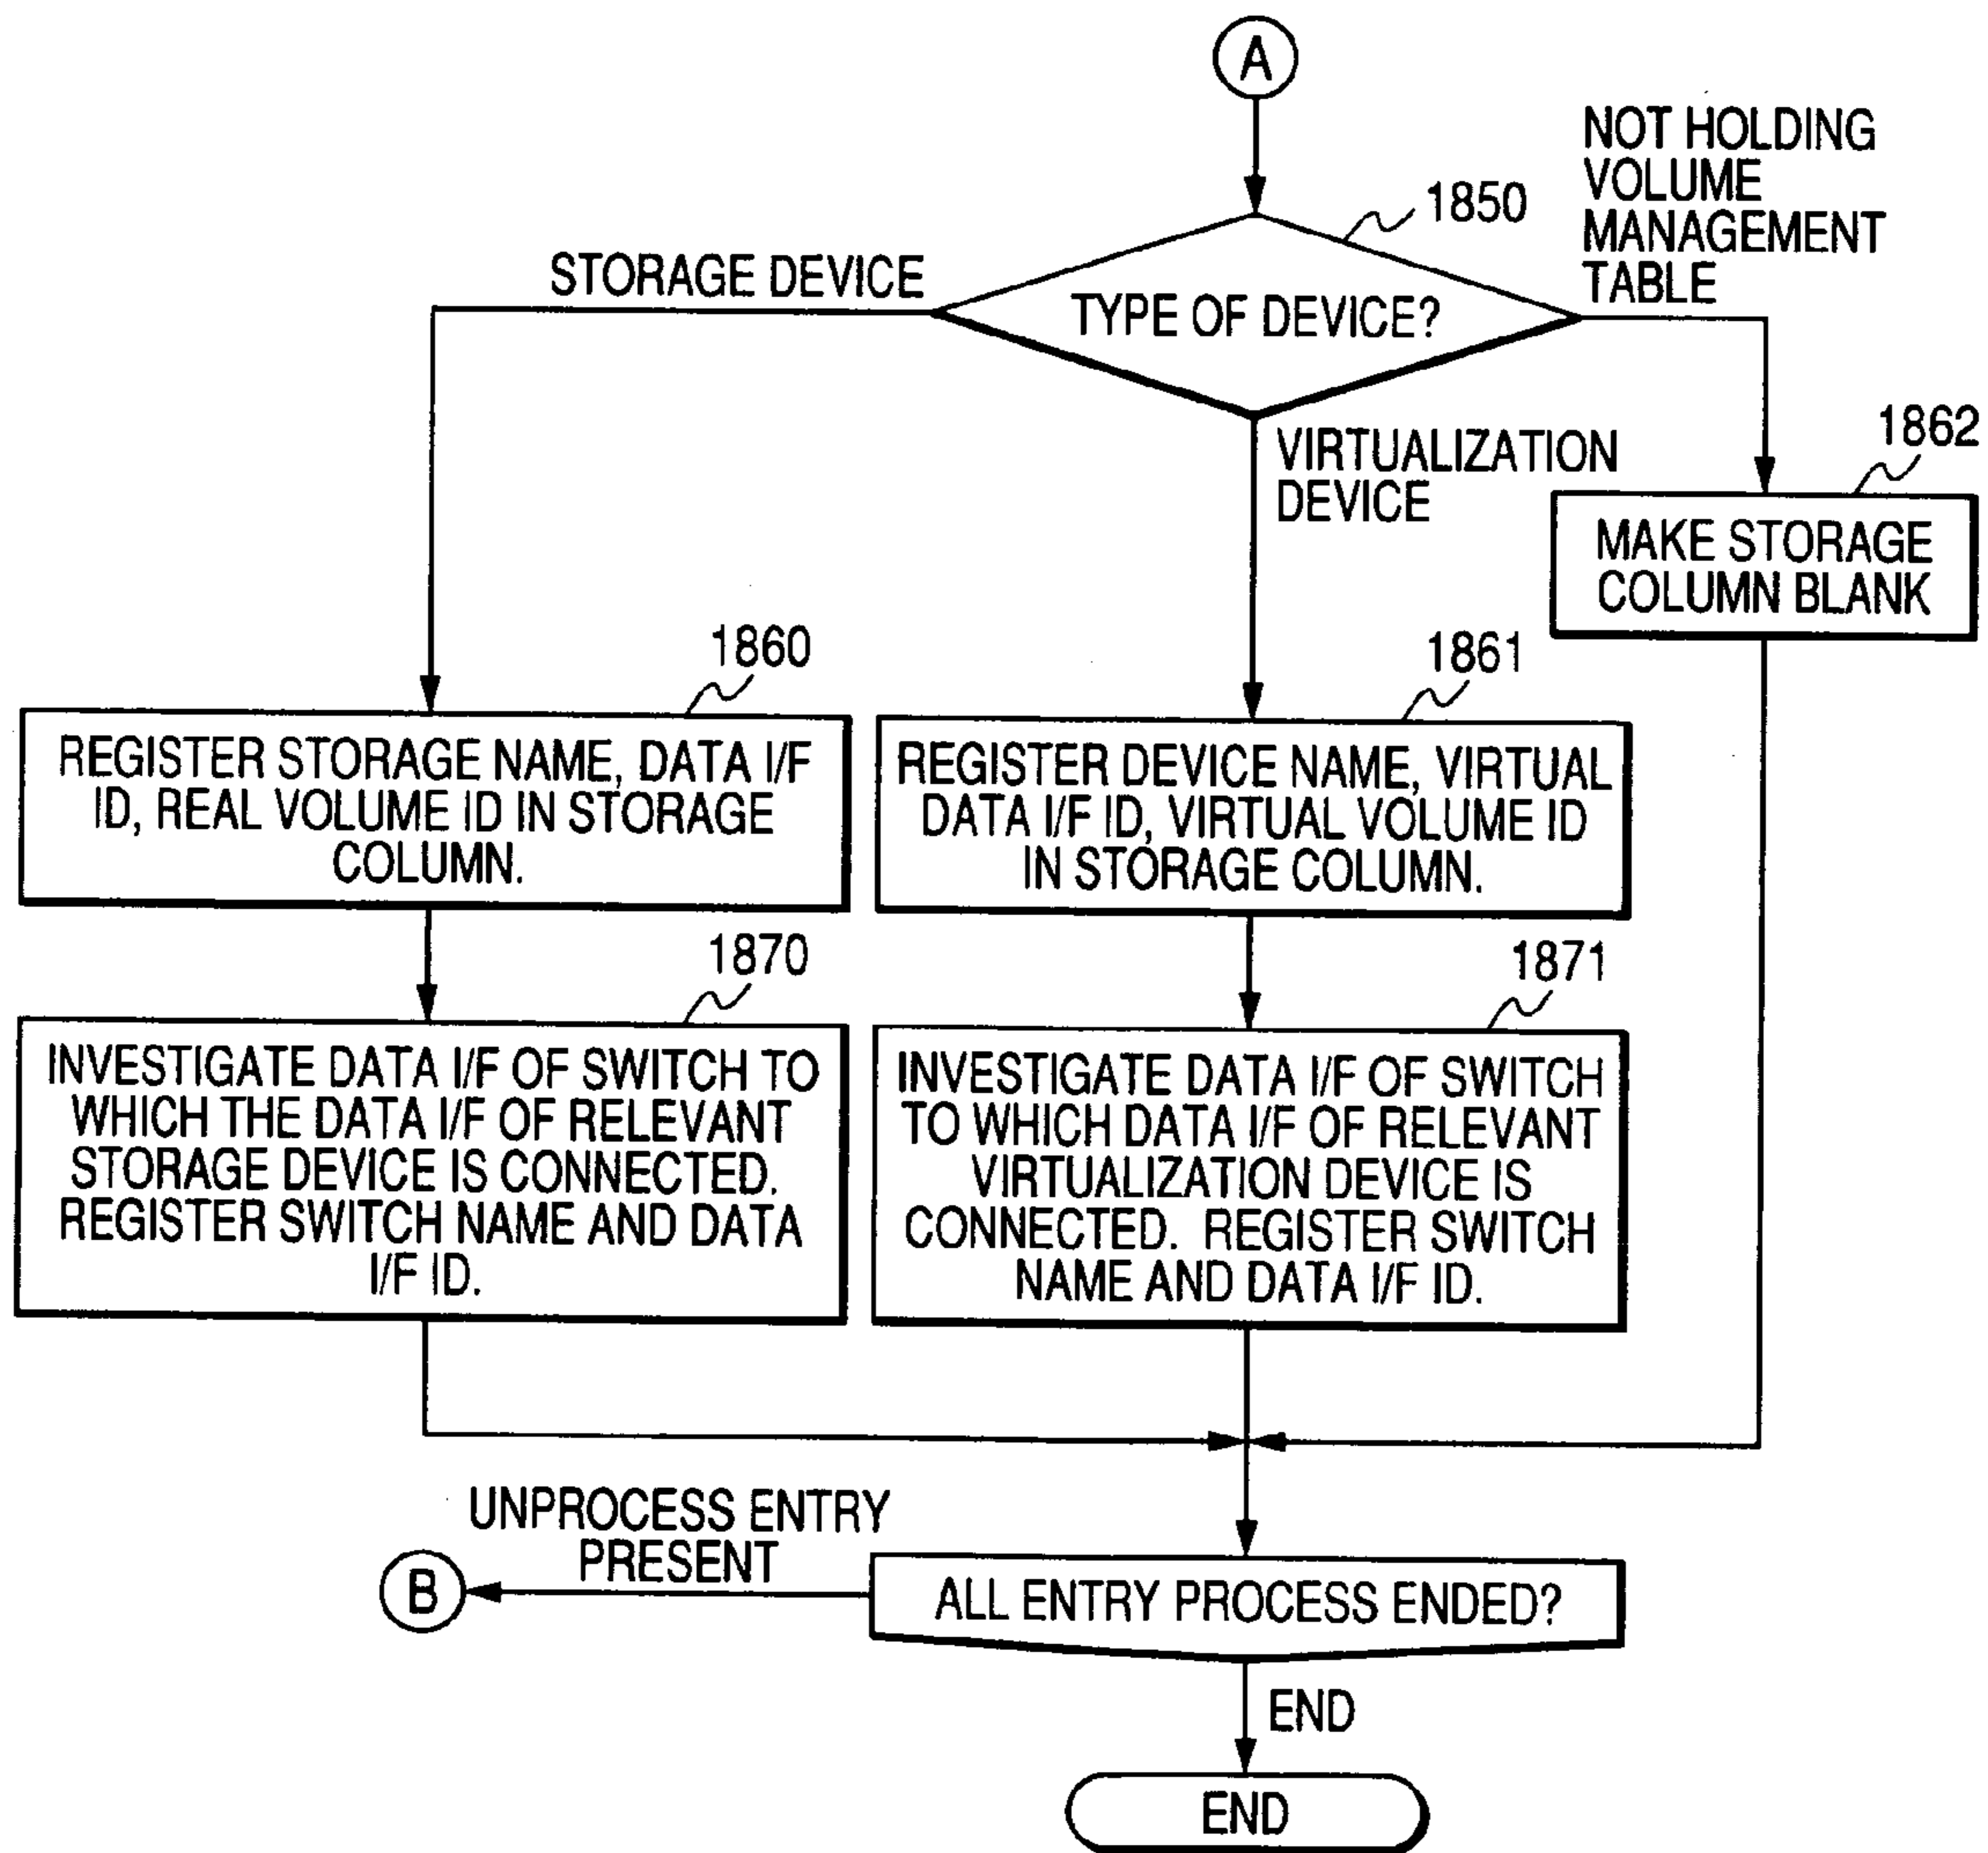 A
NOT HOLDING
VOLUME
MANAGEMENT
TABLE
1850
STORAGE DEVICE
TYPE OF DEVICE?
VIRTUALIZATION
DEVICE
1862
MAKE STORAGE
COLUMN BLANK
1860
REGISTER STORAGE NAME, DATA I/F
ID, REAL VOLUME ID IN STORAGE
COLUMN.
1861
REGISTER DEVICE NAME, VIRTUAL
DATA I/F ID, VIRTUAL VOLUME ID
IN STORAGE COLUMN.
1870
INVESTIGATE DATA I/F OF SWITCH TO
WHICH THE DATA I/F OF RELEVANT
STORAGE DEVICE IS CONNECTED.
REGISTER SWITCH NAME AND DATA
I/F ID.
1871
INVESTIGATE DATA I/F OF SWITCH
TO WHICH DATA I/F OF RELEVANT
VIRTUALIZATION DEVICE IS
CONNECTED. REGISTER SWITCH
NAME AND DATA I/F ID.
UNPROCESS ENTRY
PRESENT
B
ALL ENTRY PROCESS ENDED?
END
END